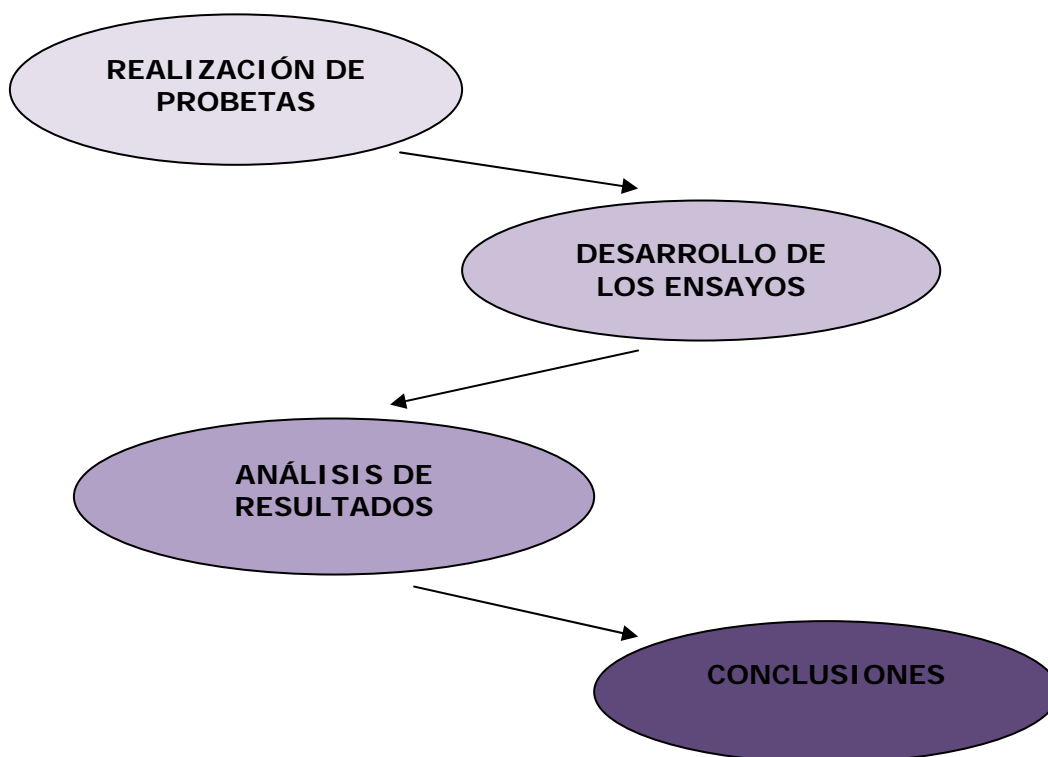 REALIZACIÓN DE
PROBETAS
DESARROLLO DE
LOS ENSAYOS
ANÁLISIS DE
RESULTADOS
CONCLUSIONES